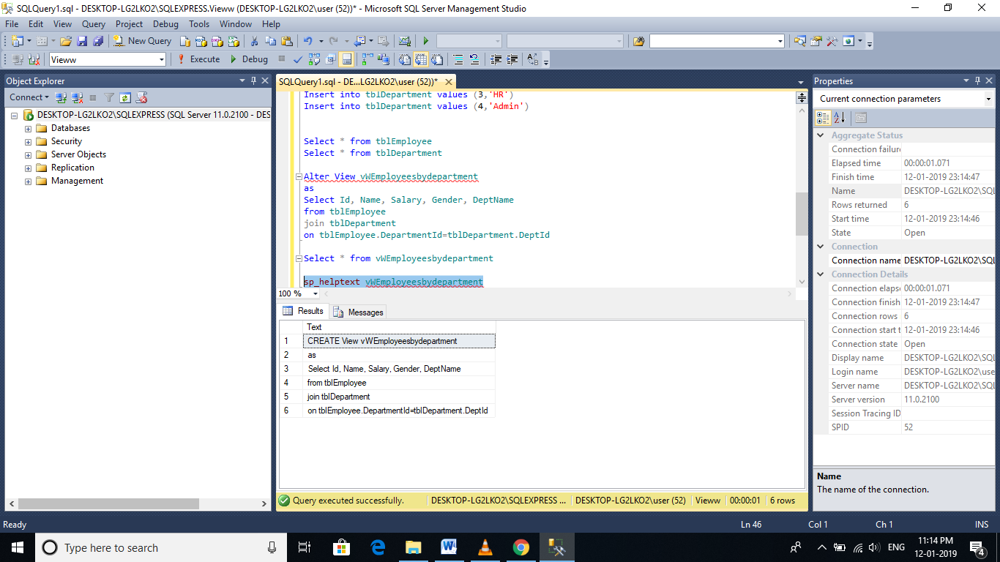 SQLQuery1.sql - DESKTOP-LG2LKO2\SQLEXPRESS.Vieww (DESKTOP-LG2LKO2\user (52))* - Microsoft SQL Server Management Studio
File Edit View Query Project Debug Tools Window Help
New Query
Vieww Execute Debug
Object Explorer
Connect
DESKTOP-LG2LKO2\SQLEXPRESS (SQL Server 11.0.2100 - DES
Databases
Security
Server Objects
Replication
Management
SQLQuery1.sql - DE...LG2LKO2\user (52))*
Insert into tblDepartment values (3,'HR')
Insert into tblDepartment values (4,'Admin')
Select * from tblEmployee
Select * from tblDepartment
Alter View vWEmployeesbydepartment
as
Select Id, Name, Salary, Gender, DeptName
from tblEmployee
join tblDepartment
on tblEmployee.DepartmentId=tblDepartment.DeptId
Select * from vWEmployeesbydepartment
sp_helptext vWEmployeesbydepartment
100 %
Results Messages
Text
1 CREATE View vWEmployeesbydepartment
2 as
3 Select Id, Name, Salary, Gender, DeptName
4 from tblEmployee
5 join tblDepartment
6 on tblEmployee.DepartmentId=tblDepartment.DeptId
Query executed successfully. DESKTOP-LG2LKO2\SQLEXPRESS ... DESKTOP-LG2LKO2\user (52) Vieww 00:00:01 6 rows
Properties
Current connection parameters
Aggregate Status
Connection failure
Elapsed time 00:00:01.071
Finish time 12-01-2019 23:14:47
Name DESKTOP-LG2LKO2\SQL
Rows returned 6
Start time 12-01-2019 23:14:46
State Open
Connection
Connection name DESKTOP-LG2LKO2\SQL
Connection Details
Connection elaps 00:00:01.071
Connection finish 12-01-2019 23:14:47
Connection rows 6
Connection start t 12-01-2019 23:14:46
Connection state Open
Display name DESKTOP-LG2LKO2\SQL
Login name DESKTOP-LG2LKO2\use
Server name DESKTOP-LG2LKO2\SQL
Server version 11.0.2100
Session Tracing ID
SPID 52
Name
The name of the connection.
Ready Ln 46 Col 1 Ch 1 INS
Type here to search
ENG 11:14 PM
12-01-2019
4